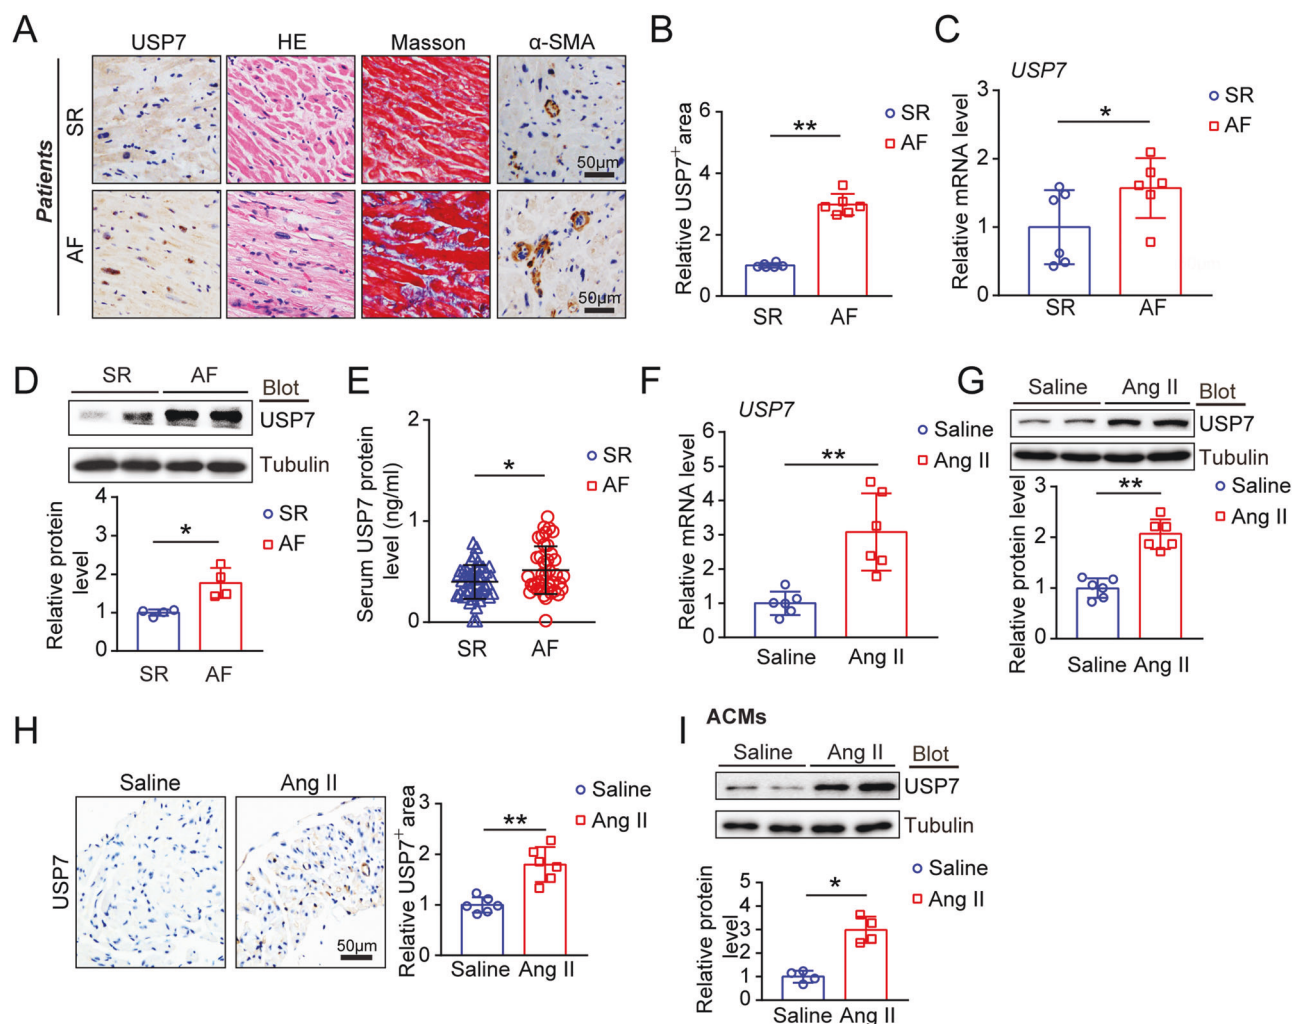 A
USP7 HE Masson α-SMA
Patients
SR
50μm
AF
50μm
B
Relative USP7+ area
6
4
2
0
**
SR
AF
SR AF
C
USP7
Relative mRNA level
3
2
1
0
*
SR
AF
SR AF
D
SR AF Blot
USP7
Tubulin
Relative protein
level
4
3
2
1
0
*
SR
AF
SR AF
E
Serum USP7 protein
level (ng/ml)
2
1
0
*
SR
AF
SR AF
F
USP7
Relative mRNA level
6
5
4
3
2
1
0
**
Saline
Ang II
Saline Ang II
G
Saline Ang II Blot
USP7
Tubulin
Relative protein level
3
2
1
0
**
Saline
Ang II
Saline Ang II
H
Saline Ang II
USP7
50μm
Relative USP7+ area
3
2
1
0
**
Saline
Ang II
Saline Ang II
I
ACMs
Saline Ang II Blot
USP7
Tubulin
Relative protein
level
5
4
3
2
1
0
*
Saline
Ang II
Saline Ang II